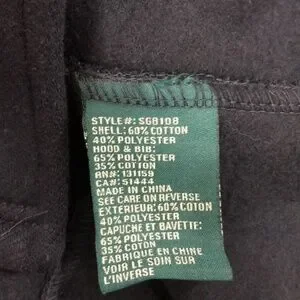 STYLE#: SGB108
SHELL: 60% COTTON
40% POLYESTER
HOOD & BIB:
65% POLYESTER
35% COTTON
RN#: 131159
CA#: 51444
MADE IN CHINA
SEE CARE ON REVERSE
EXTERIEUR: 60% COTON
40% POLYESTER
CAPUCHE ET BAVETTE:
65% POLYESTER
35% COTON
FABRIQUE EN CHINE
VOIR LE SOIN SUR
L'INVERSE